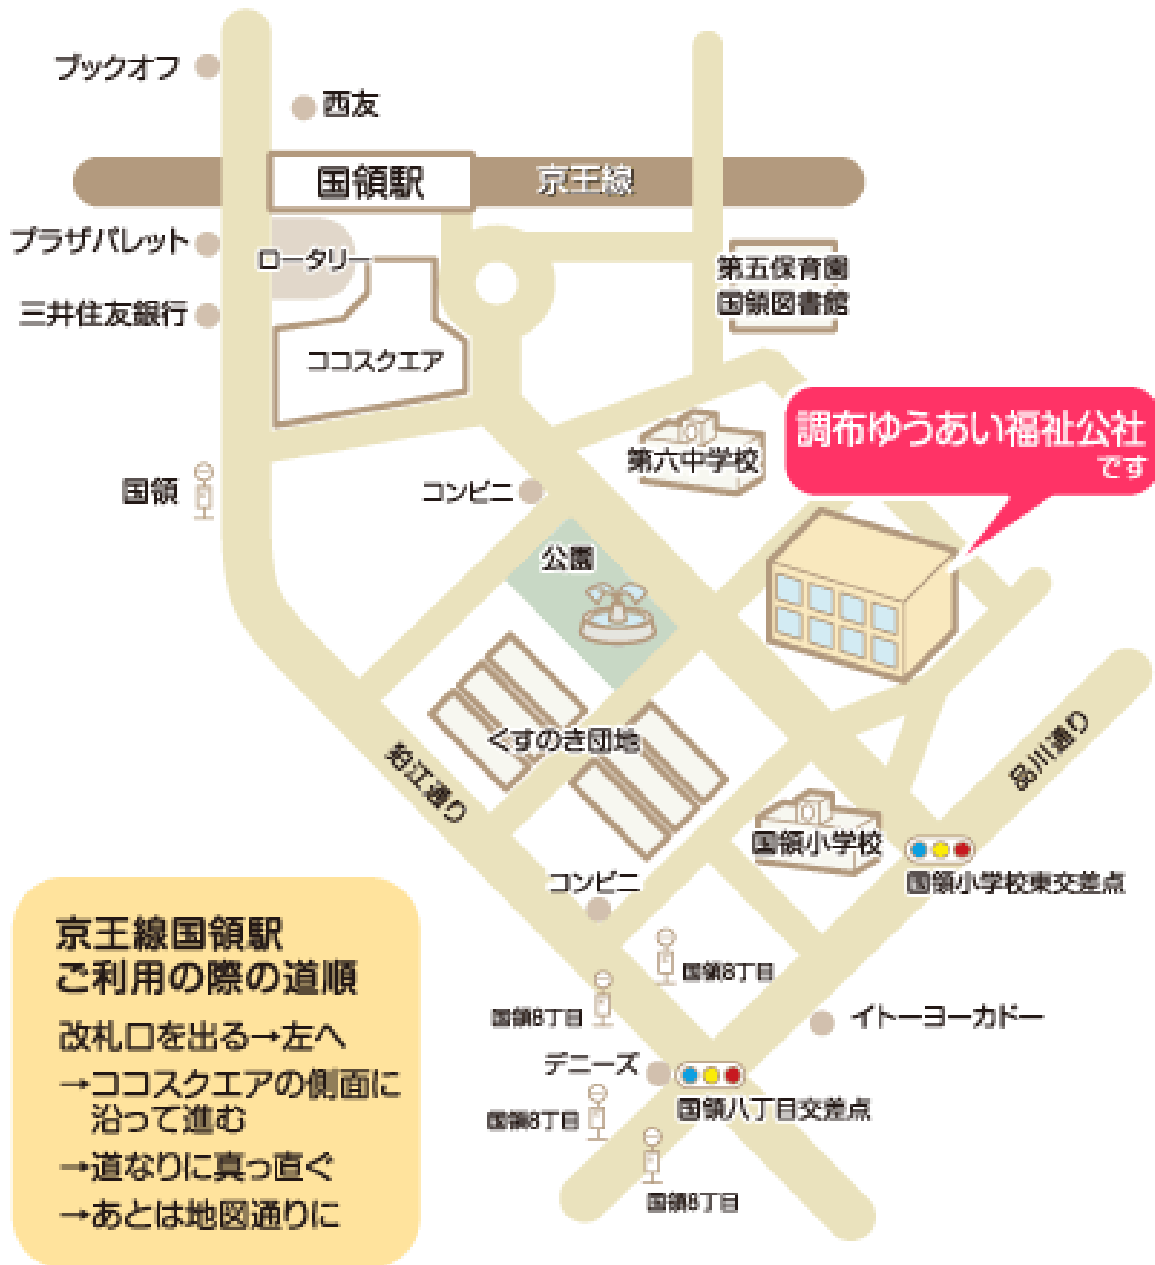 ブックオフ
西友
国領駅
京王線
プラザパレット
ロータリー
第五保育園
国領図書館
三井住友銀行
ココスクエア
調布ゆうあい福祉公社
です
第六中学校
国領
コンビニ
公園
くすのき団地
狛江通り
品川通り
国領小学校
国領小学校東交差点
コンビニ
国領8丁目
国領8丁目
イトーヨーカドー
デニーズ
国領八丁目交差点
国領8丁目
国領8丁目
京王線国領駅
ご利用の際の道順
改札口を出る→左へ
→ココスクエアの側面に
沿って進む
→道なりに真っ直ぐ
→あとは地図通りに